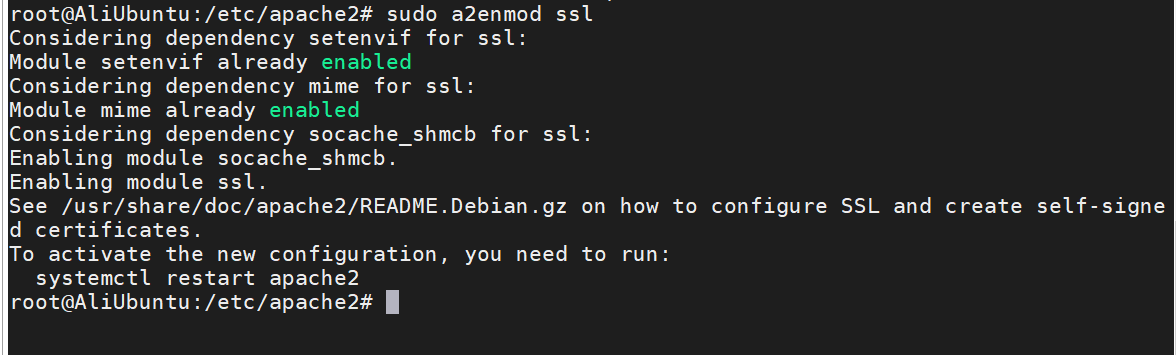 root@AliUbuntu:/etc/apache2# sudo a2enmod ssl
Considering dependency setenvif for ssl:
Module setenvif already enabled
Considering dependency mime for ssl:
Module mime already enabled
Considering dependency socache_shmcb for ssl:
Enabling module socache_shmcb.
Enabling module ssl.
See /usr/share/doc/apache2/README.Debian.gz on how to configure SSL and create self-signe
d certificates.
To activate the new configuration, you need to run:
  systemctl restart apache2
root@AliUbuntu:/etc/apache2#